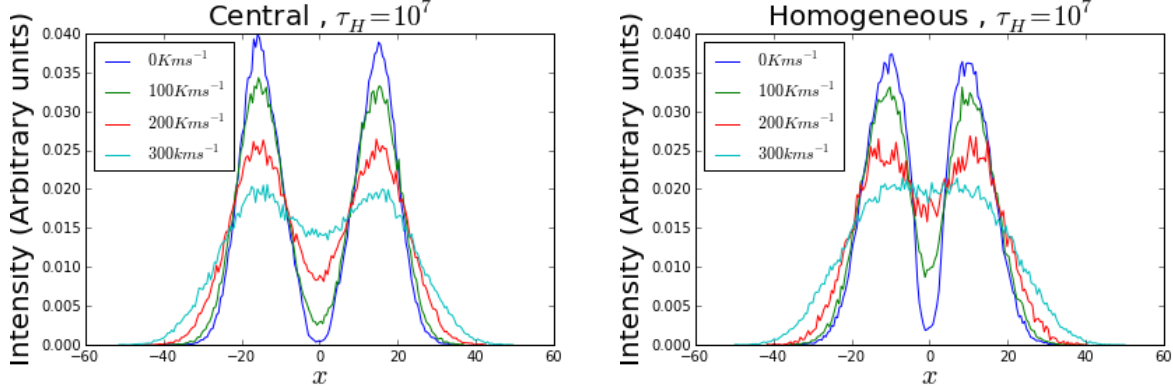 Central , τ_H=10^7
Intensity (Arbitrary units)
0.040
0.035
0.030
0.025
0.020
0.015
0.010
0.005
0.000
0Kms^{-1}
100Kms^{-1}
200Kms^{-1}
300kms^{-1}
−60 −40 −20 0 20 40 60
x
Homogeneous , τ_H=10^7
Intensity (Arbitrary units)
0.040
0.035
0.030
0.025
0.020
0.015
0.010
0.005
0.000
0Kms^{-1}
100Kms^{-1}
200Kms^{-1}
300kms^{-1}
−60 −40 −20 0 20 40 60
x